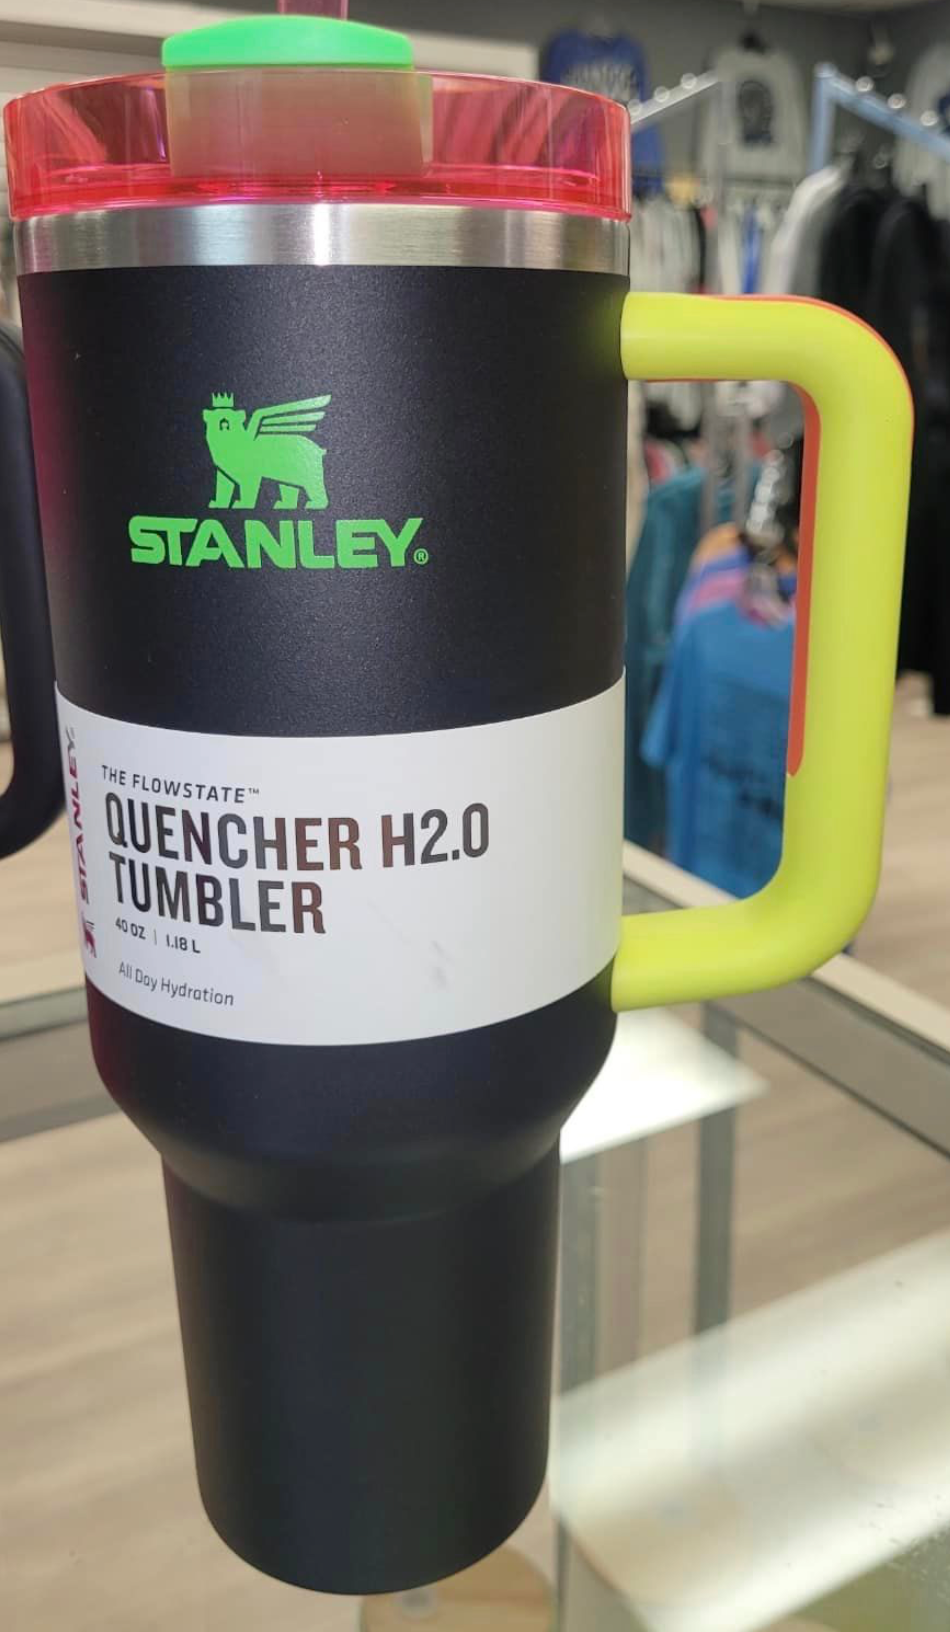 STANLEY®
STANLEY
THE FLOWSTATE™
QUENCHER H2.0
TUMBLER
40 OZ | 1.18 L
All Day Hydration